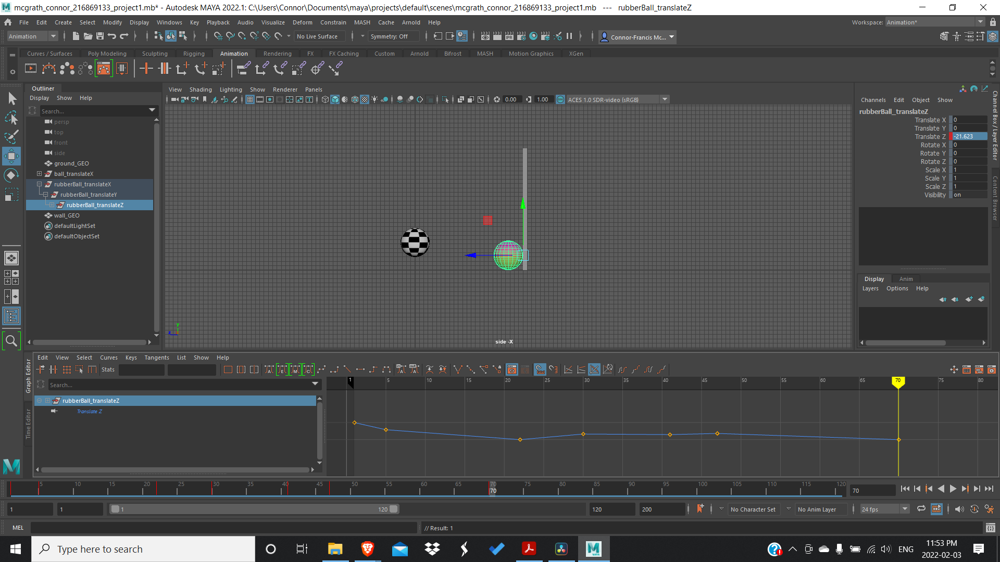 mcgrath_connor_216869133_project1.mb* - Autodesk MAYA 2022.1: C:\Users\Connor\Documents\maya\projects\default\scenes\mcgrath_connor_216869133_project1.mb --- rubberBall_translateZ
File Edit Create Select Modify Display Windows Key Playback Audio Visualize Deform Constrain MASH Cache Arnold Help
Workspace: Animation*
Animation No Live Surface Symmetry: Off IPR Connor-Francis Mc...
Curves / Surfaces Poly Modeling Sculpting Rigging Animation Rendering FX FX Caching Custom Arnold Bifrost MASH Motion Graphics XGen
Outliner
Display Show Help
Search...
persp
top
front
side
ground_GEO
ball_translateX
rubberBall_translateX
rubberBall_translateY
rubberBall_translateZ
wall_GEO
defaultLightSet
defaultObjectSet
View Shading Lighting Show Renderer Panels
0.00 1.00 ON ACES 1.0 SDR-video (sRGB)
y
z
side -X
Channels Edit Object Show
rubberBall_translateZ
Translate X 0
Translate Y 0
Translate Z -21.623
Rotate X 0
Rotate Y 0
Rotate Z 0
Scale X 1
Scale Y 1
Scale Z 1
Visibility on
Channel Box / Layer Editor
Content Browser
Display Anim
Layers Options Help
Graph Editor
Time Editor
Edit View Select Curves Keys Tangents List Show Help
Stats
Search...
rubberBall_translateZ
Translate Z
1 5 10 15 20 25 30 35 40 45 50 55 60 65 70 75 80
5 10 15 20 25 30 35 40 45 50 55 60 65 70 75 80 85 90 95 100 105 110 115 120
70
70
1 1 1 120 120 200 No Character Set No Anim Layer 24 fps
MEL // Result: 1
Type here to search
ENG
11:53 PM
2022-02-03